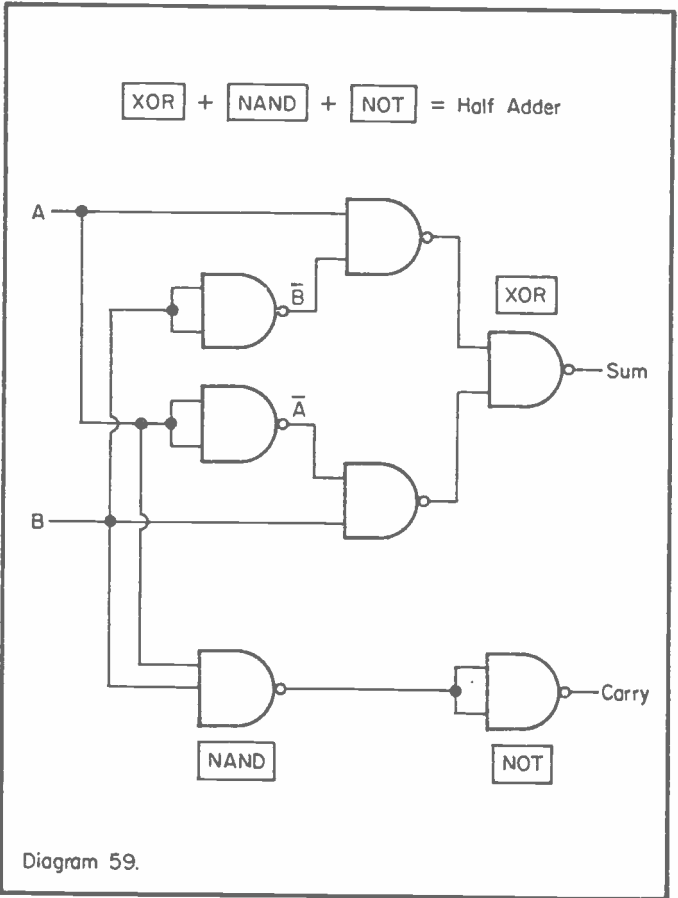 XOR + NAND + NOT = Half Adder
A
B̅
XOR
Sum
A̅
B
Carry
NAND
NOT
Diagram 59.